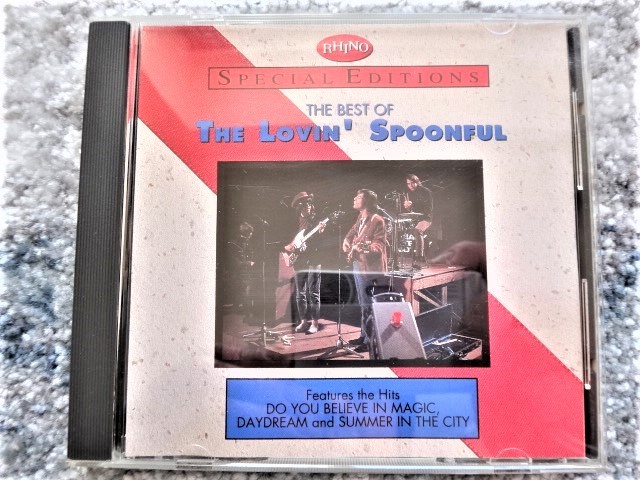 RHINO
SPECIAL EDITIONS
THE BEST OF
THE LOVIN' SPOONFUL
Features the Hits
DO YOU BELIEVE IN MAGIC,
DAYDREAM and SUMMER IN THE CITY